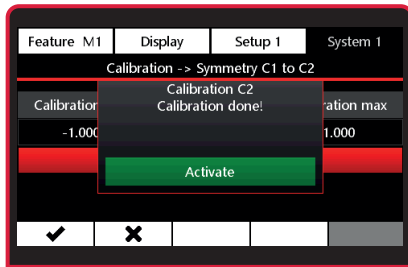 Feature M1 Display Setup 1 System 1
Calibration -> Symmetry C1 to C2
Calibration C2
Calibration done!
Calibration ration max
-1.000 1.000
Activate